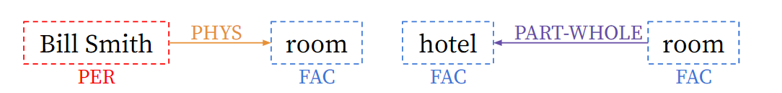 PHYS PART-WHOLE
Bill Smith room hotel room
PER FAC FAC FAC